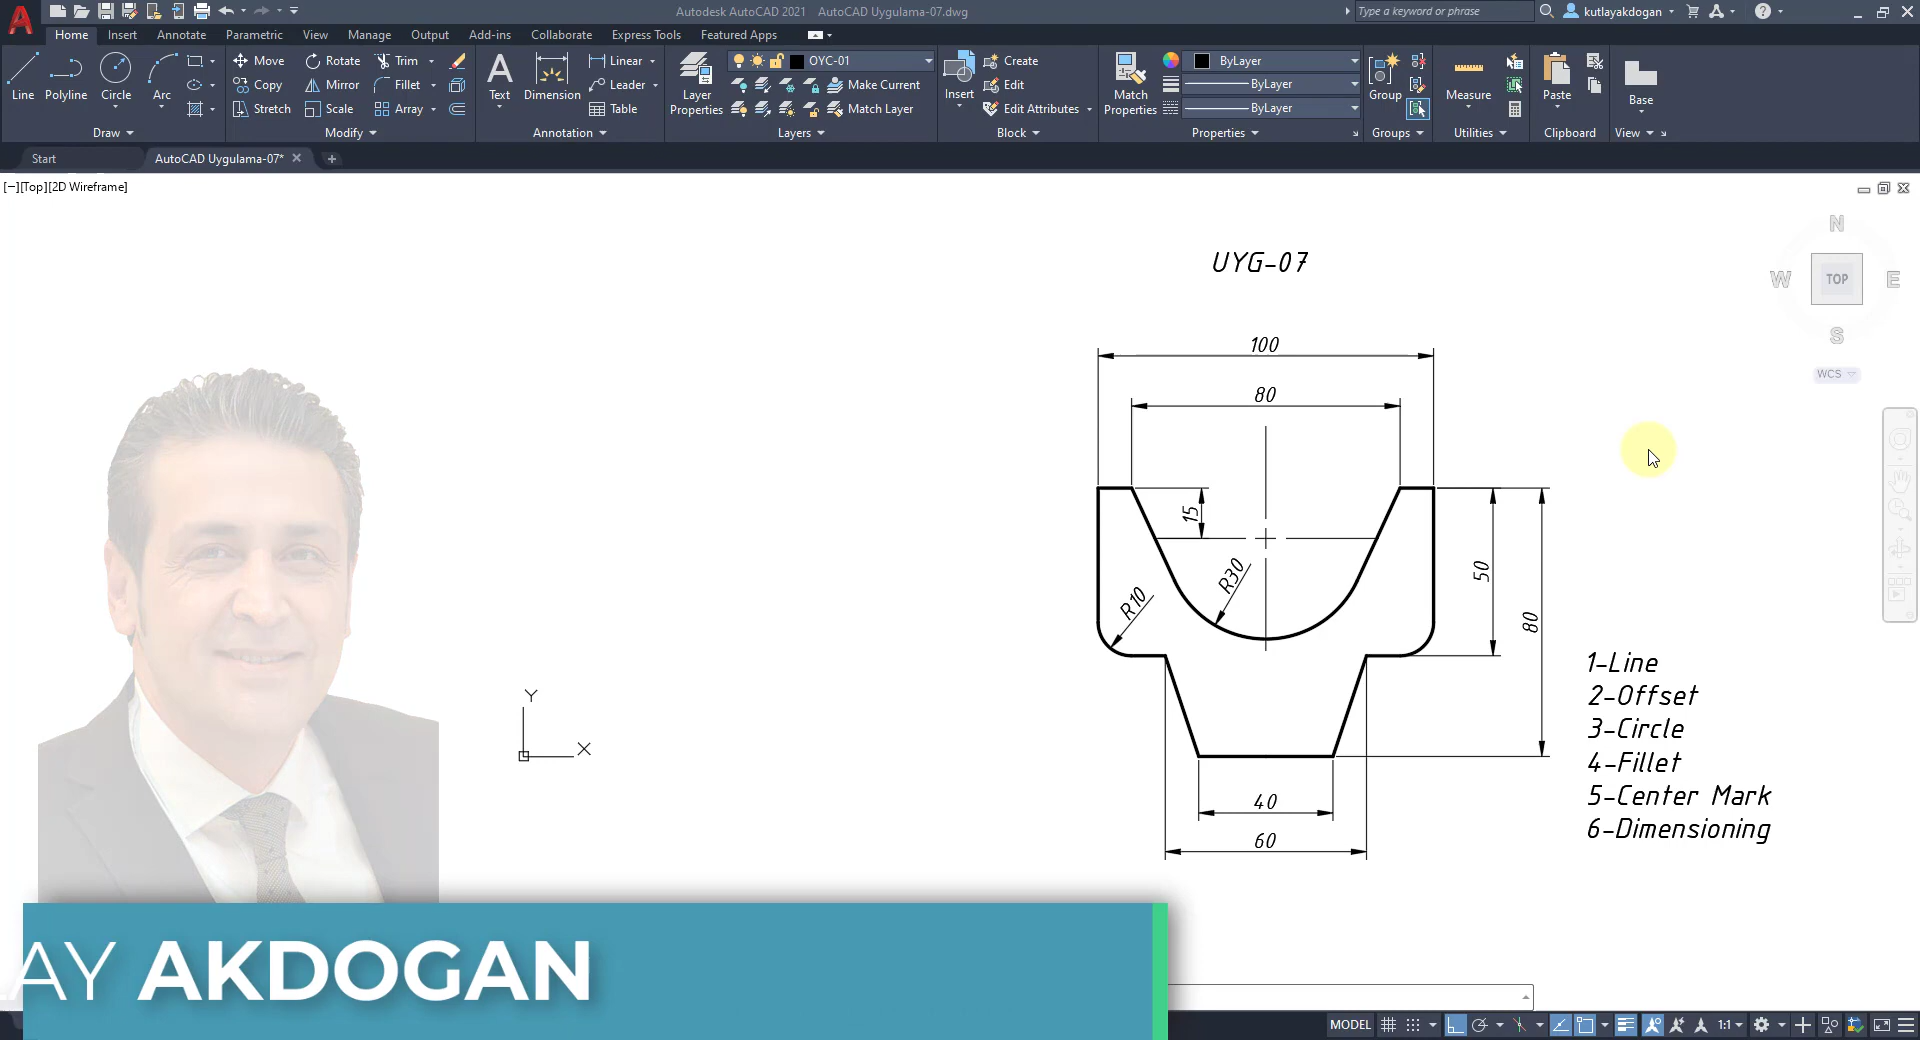 Autodesk AutoCAD 2021 AutoCAD Uygulama-07.dwg
Type a keyword or phrase
kutlayakdogan
Home Insert Annotate Parametric View Manage Output Add-ins Collaborate Express Tools Featured Apps
Line Polyline Circle Arc
Move Rotate Trim
Copy Mirror Fillet
Stretch Scale Array
Text Dimension
Linear
Leader
Table
Layer Properties
OYC-01
Make Current
Match Layer
Insert
Create
Edit
Edit Attributes
Match Properties
ByLayer
ByLayer
ByLayer
Group Measure Paste Base
Draw Modify Annotation Layers Block Properties Groups Utilities Clipboard View
Start AutoCAD Uygulama-07*
[−][Top][2D Wireframe]
N
W TOP E
S
WCS
UYG-07
100
80
15
R30
R10
50
80
40
60
Y
X
1-Line
2-Offset
3-Circle
4-Fillet
5-Center Mark
6-Dimensioning
LAY AKDOGAN
MODEL 1:1